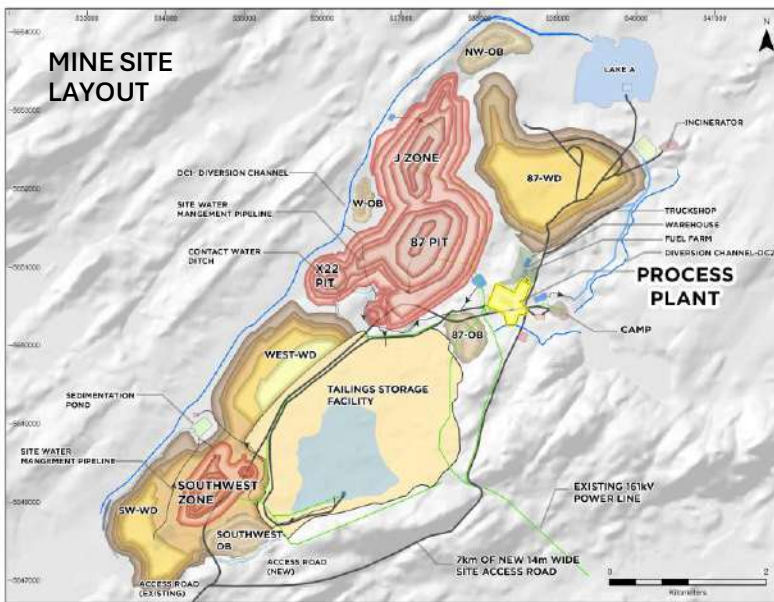 MINE SITE
LAYOUT
NW-OB
LAKE A
INCINERATOR
J ZONE
DC1- DIVERSION CHANNEL
87-WD
W-OB
SITE WATER
MANGEMENT PIPELINE
TRUCKSHOP
WAREHOUSE
87 PIT
FUEL FARM
CONTACT WATER
DITCH
DIVERSION CHANNEL-DC2
X22
PIT
PROCESS
PLANT
CAMP
87-OB
WEST-WD
TAILINGS STORAGE
FACILITY
SEDIMENTATION
POND
SITE WATER
MANGEMENT PIPELINE
SOUTHWEST
ZONE
EXISTING 161kV
POWER LINE
SW-WD
SOUTHWEST
OB
ACCESS ROAD
(NEW)
7km OF NEW 14m WIDE
SITE ACCESS ROAD
ACCESS ROAD
(EXISTING)
0
2
Kilometers